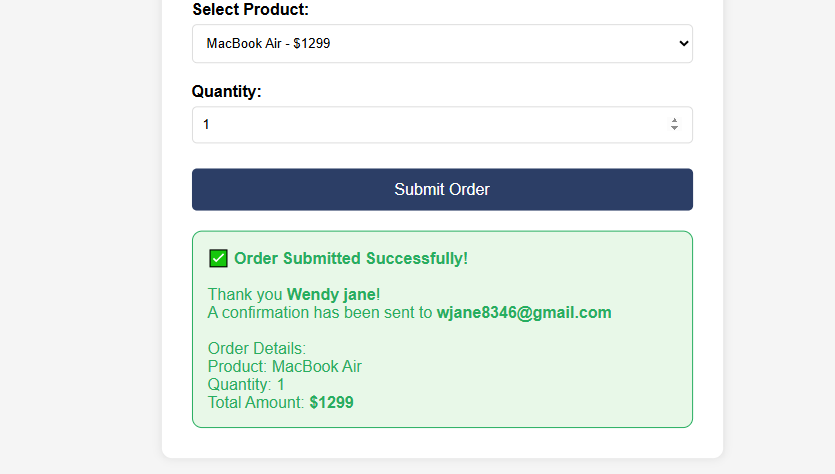 Select Product:
MacBook Air - $1299
Quantity:
1
Submit Order
✅ Order Submitted Successfully!
Thank you Wendy jane!
A confirmation has been sent to wjane8346@gmail.com
Order Details:
Product: MacBook Air
Quantity: 1
Total Amount: $1299